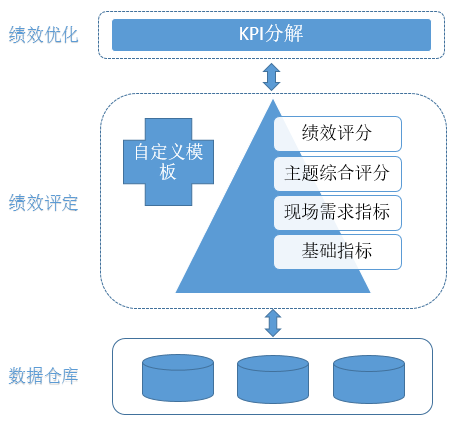 绩效优化
KPI分解
绩效评定
自定义模
板
绩效评分
主题综合评分
现场需求指标
基础指标
数据仓库